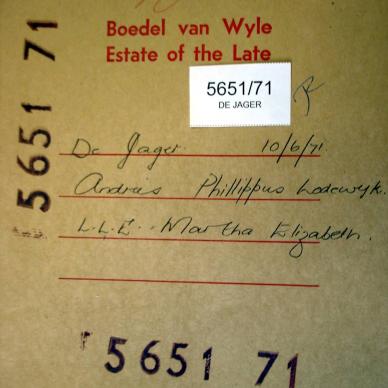 Boedel van Wyle
Estate of the Late
5651/71
DE JAGER
5651 71
De Jager 10/6/71
Andries Phillippus Lodewyk.
L.L.E. Martha Elizabeth.
5651 71